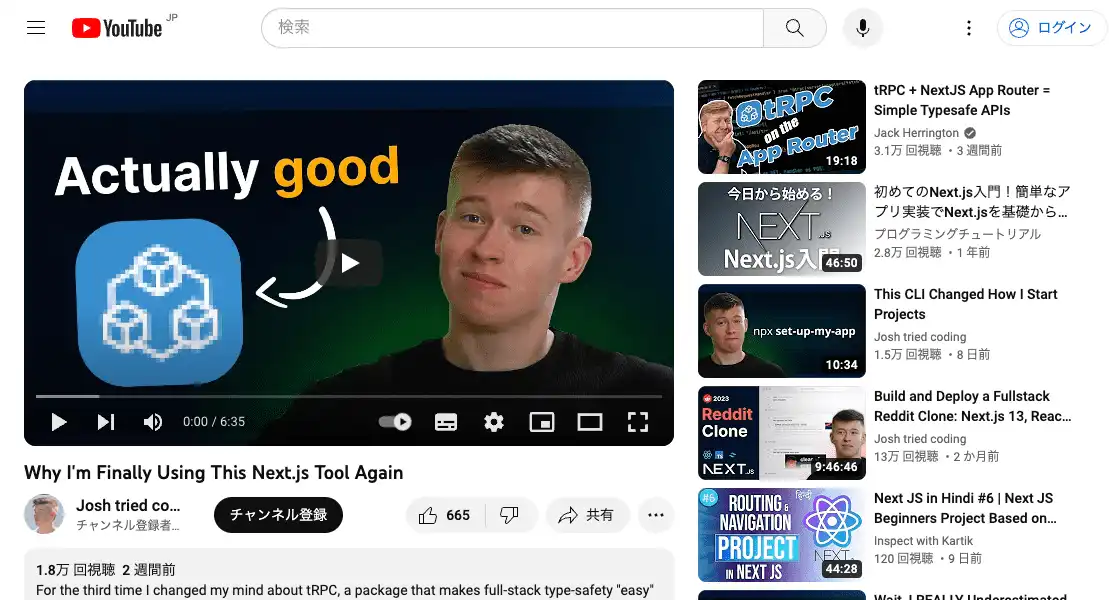 YouTube JP
検索
ログイン
Actually good
0:00 / 6:35
Why I'm Finally Using This Next.js Tool Again
Josh tried co...
チャンネル登録者...
チャンネル登録
665
共有
1.8万 回視聴 2 週間前
For the third time I changed my mind about tRPC, a package that makes full-stack type-safety "easy"
tRPC
on the
App Router
19:18
tRPC + NextJS App Router =
Simple Typesafe APIs
Jack Herrington
3.1万 回視聴 ・3 週間前
今日から始める！
NEXT.JS
Next.js入門
46:50
初めてのNext.js入門！簡単なア
プリ実装でNext.jsを基礎から...
プログラミングチュートリアル
2.8万 回視聴 ・1 年前
npx set-up-my-app
10:34
This CLI Changed How I Start
Projects
Josh tried coding
1.5万 回視聴 ・8 日前
2023
Reddit
Clone
NEXT.JS
clear
9:46:46
Build and Deploy a Fullstack
Reddit Clone: Next.js 13, Reac...
Josh tried coding
13万 回視聴 ・2 か月前
#6
ROUTING &
NAVIGATION
PROJECT
IN NEXT JS
हिन्दी
NEXT
44:28
Next JS in Hindi #6 | Next JS
Beginners Project Based on...
Inspect with Kartik
120 回視聴 ・9 日前
Wait, I REALLY Underestimated